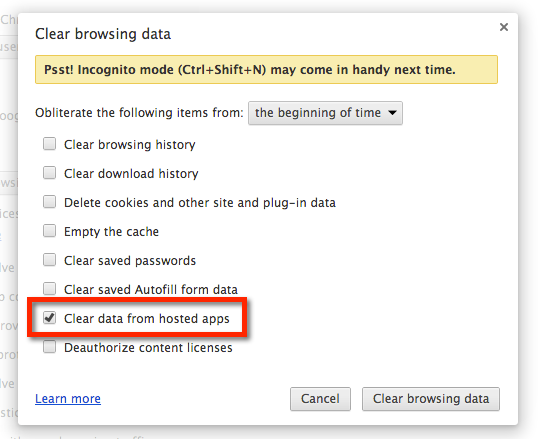 Clear browsing data
Psst! Incognito mode (Ctrl+Shift+N) may come in handy next time.
Obliterate the following items from: the beginning of time
Clear browsing history
Clear download history
Delete cookies and other site and plug-in data
Empty the cache
Clear saved passwords
Clear saved Autofill form data
Clear data from hosted apps
Deauthorize content licenses
Learn more
Cancel
Clear browsing data